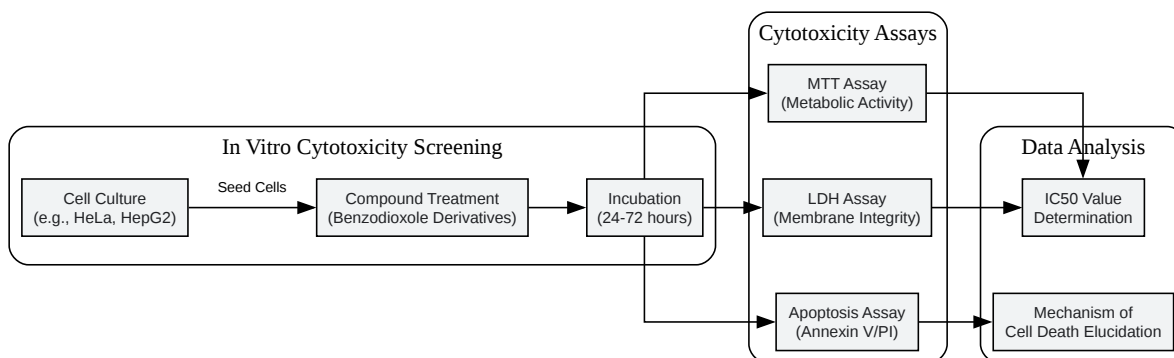 Cytotoxicity Assays
MTT Assay
(Metabolic Activity)
In Vitro Cytotoxicity Screening
Data Analysis
Cell Culture
(e.g., HeLa, HepG2)
Seed Cells
Compound Treatment
(Benzodioxole Derivatives)
Incubation
(24-72 hours)
LDH Assay
(Membrane Integrity)
IC50 Value
Determination
Apoptosis Assay
(Annexin V/PI)
Mechanism of
Cell Death Elucidation